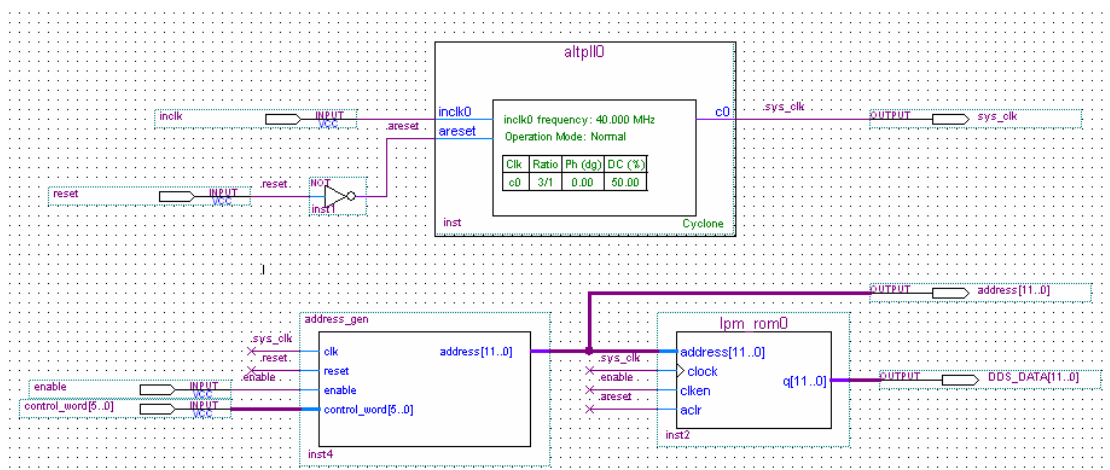 altpll0
inclk INPUT VCC
inclk0
areset
.areset
inclk0 frequency: 40.000 MHz
Operation Mode: Normal
Clk Ratio Ph (dg) DC (%)
c0 3/1 0.00 50.00
c0
.sys_clk
OUTPUT sys_clk
reset INPUT VCC
.reset.
NOT
inst1
inst
Cyclone
OUTPUT address[11..0]
address_gen
.sys_clk
.reset.
.enable.
clk
reset
enable
control_word[5..0]
address[11..0]
enable INPUT VCC
control_word[5..0] INPUT VCC
inst4
lpm_rom0
.sys_clk
enable.
.areset.
address[11..0]
clock
clken
aclr
q[11..0]
inst2
OUTPUT DDS_DATA[11..0]